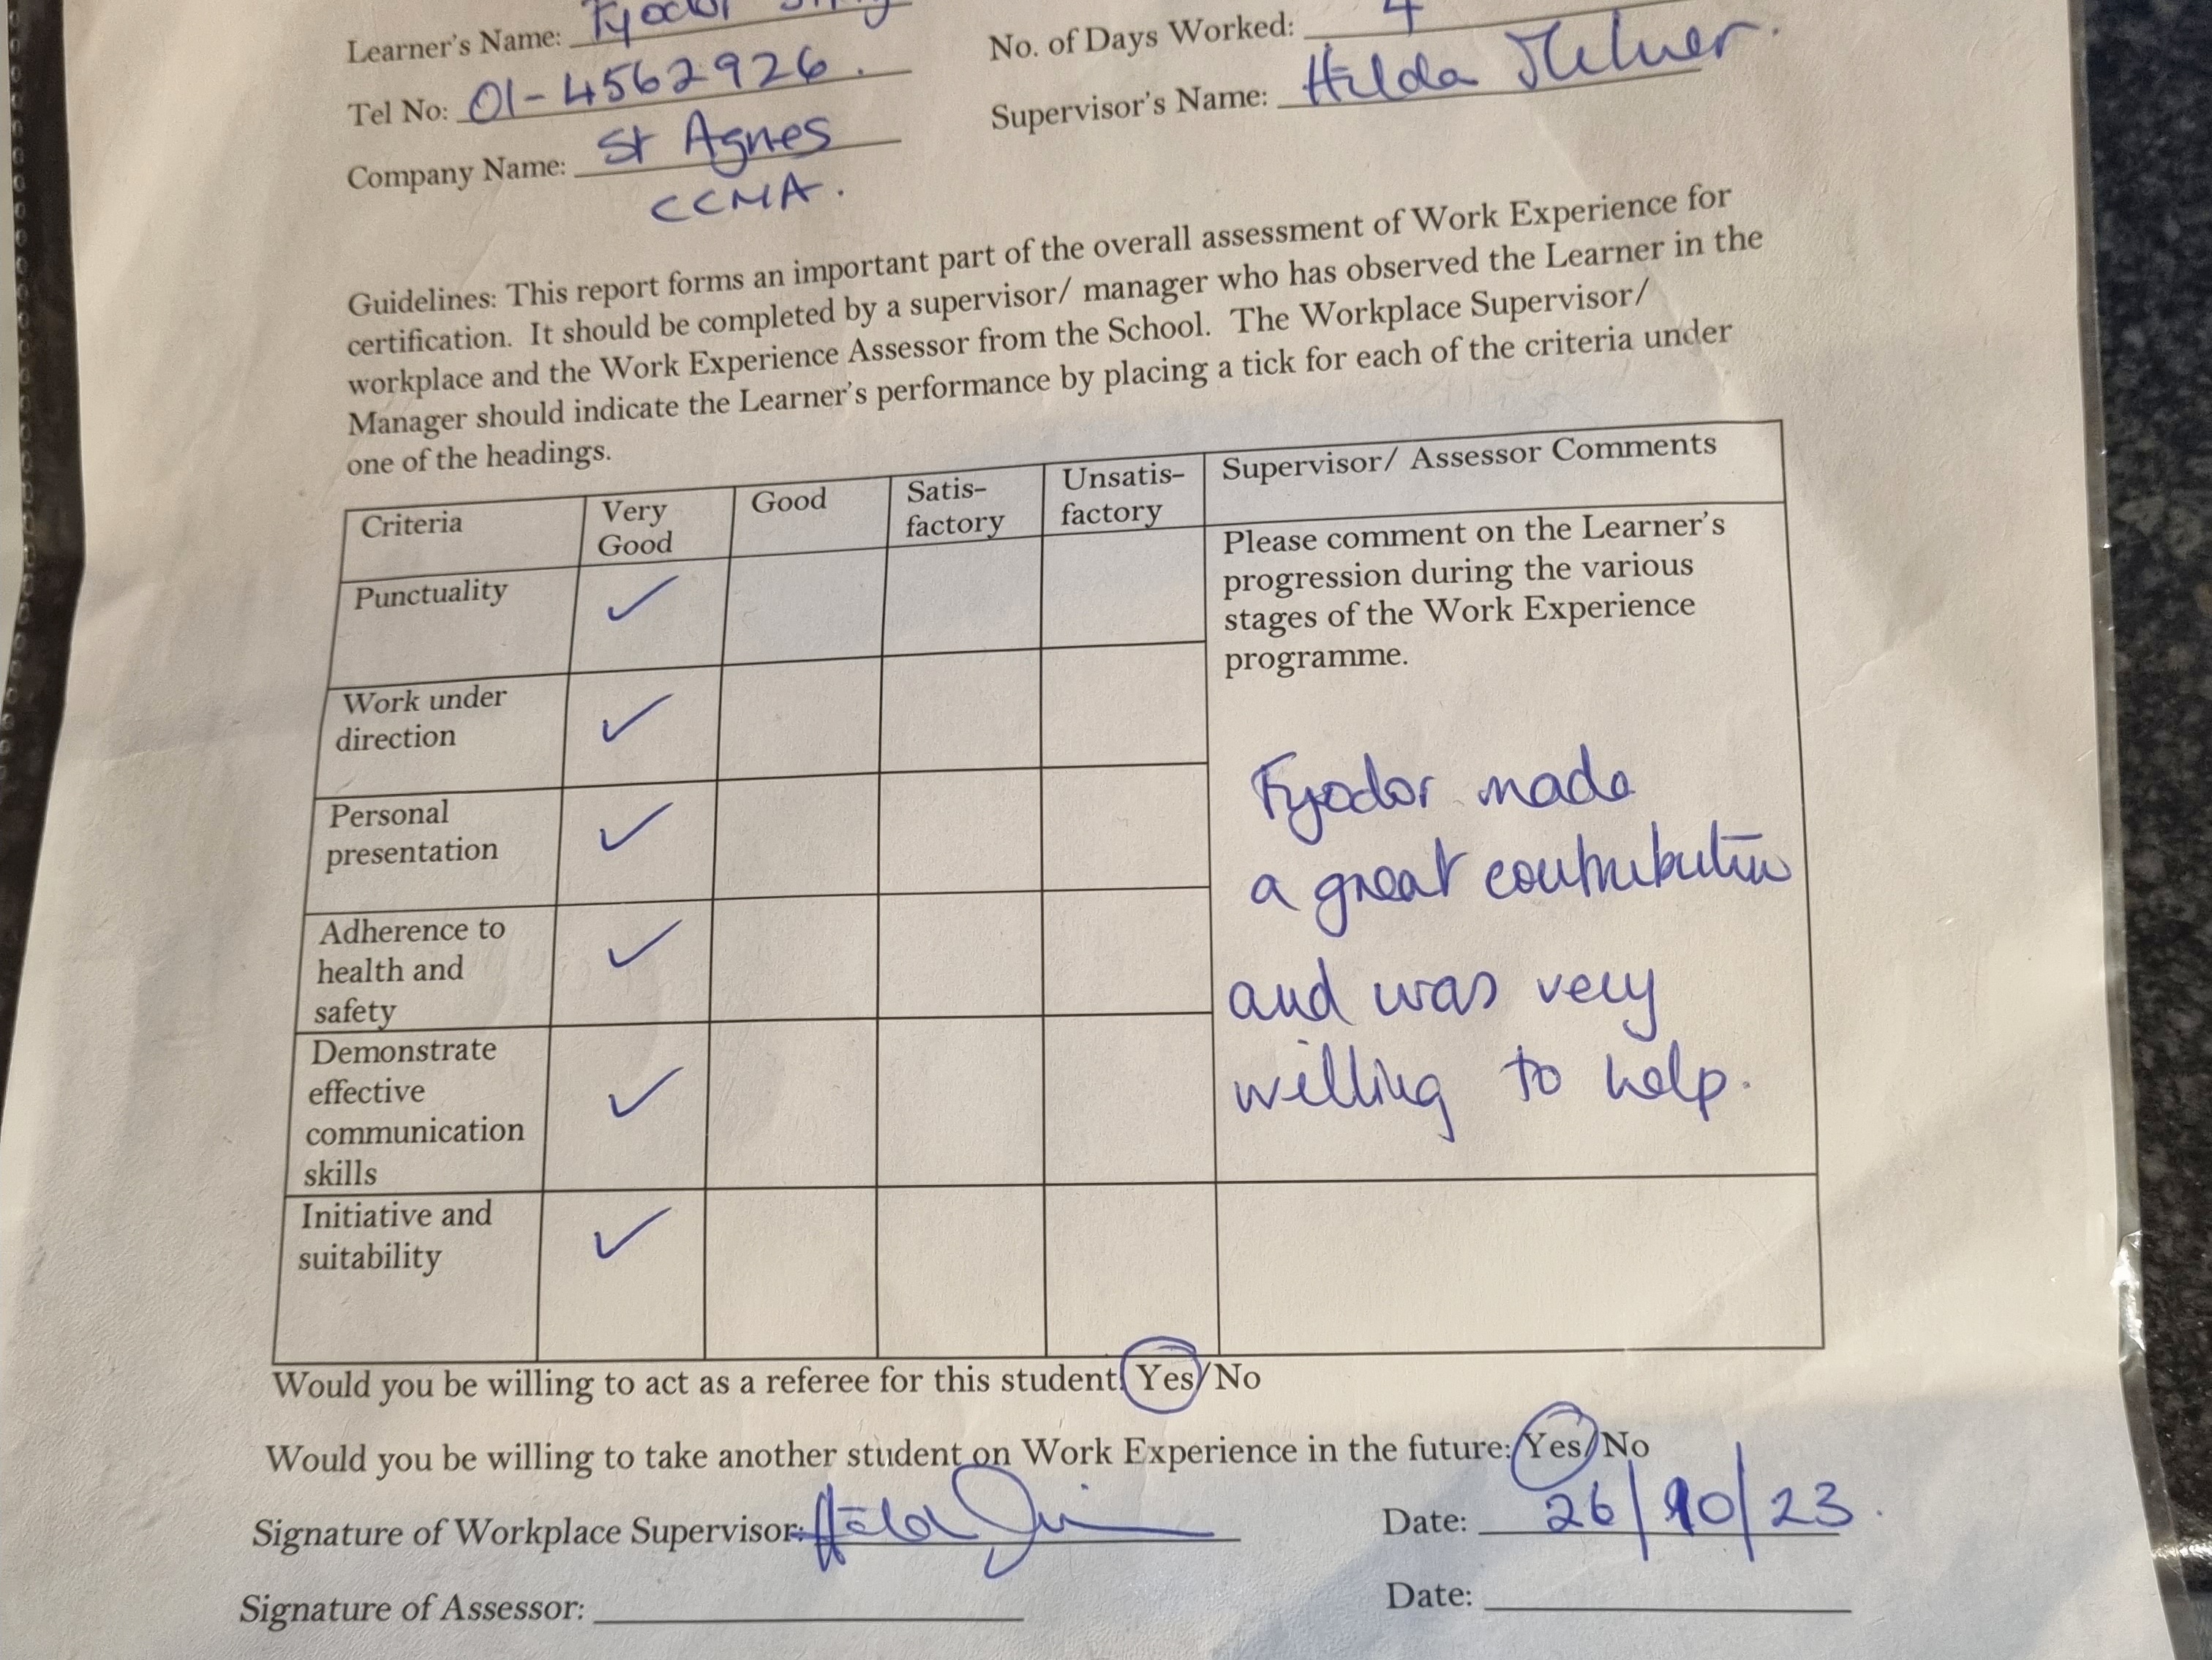 Learner's Name: Fyodor
No. of Days Worked: 4
Tel No: 01-4562926.
Supervisor's Name: Hilda
Company Name: St Agnes
CCMA.
Guidelines: This report forms an important part of the overall assessment of Work Experience for
certification. It should be completed by a supervisor/ manager who has observed the Learner in the
workplace and the Work Experience Assessor from the School. The Workplace Supervisor/
Manager should indicate the Learner's performance by placing a tick for each of the criteria under
one of the headings.
Criteria
Very
Good
Good
Satis-
factory
Unsatis-
factory
Supervisor/ Assessor Comments
Please comment on the Learner's
progression during the various
stages of the Work Experience
programme.
Punctuality ✓
Work under
direction ✓
Personal
presentation ✓
Adherence to
health and
safety ✓
Demonstrate
effective
communication
skills ✓
Initiative and
suitability ✓
Fyodor made
a great contribution
and was very
willing to help.
Would you be willing to act as a referee for this student: Yes/No
Would you be willing to take another student on Work Experience in the future: Yes/No
Signature of Workplace Supervisor: Hilda
Date: 26/10/23.
Signature of Assessor:
Date: